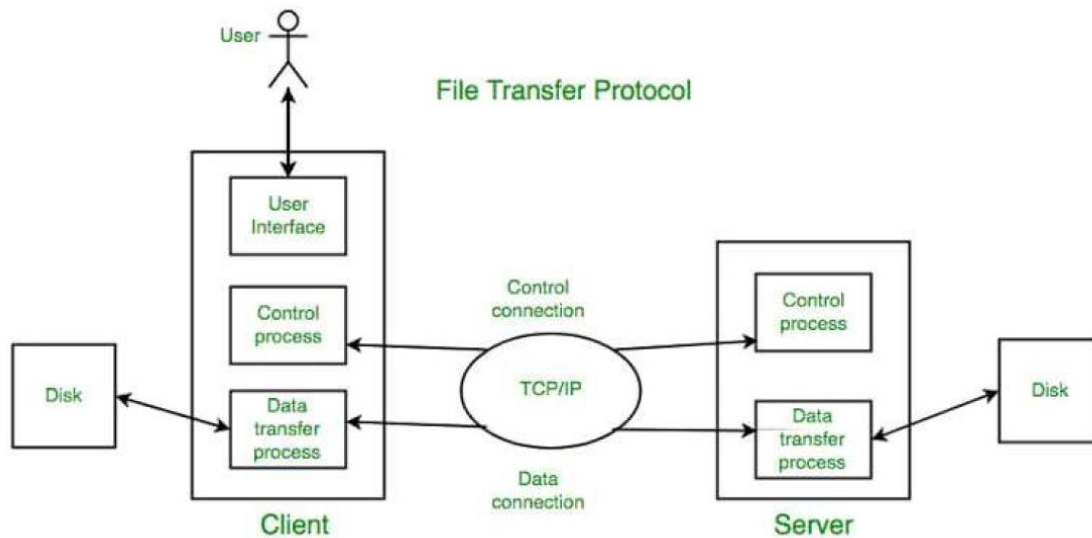 User
File Transfer Protocol
User
Interface
Control
process
Data
transfer
process
Disk
Client
Control
connection
TCP/IP
Data
connection
Control
process
Data
transfer
process
Disk
Server